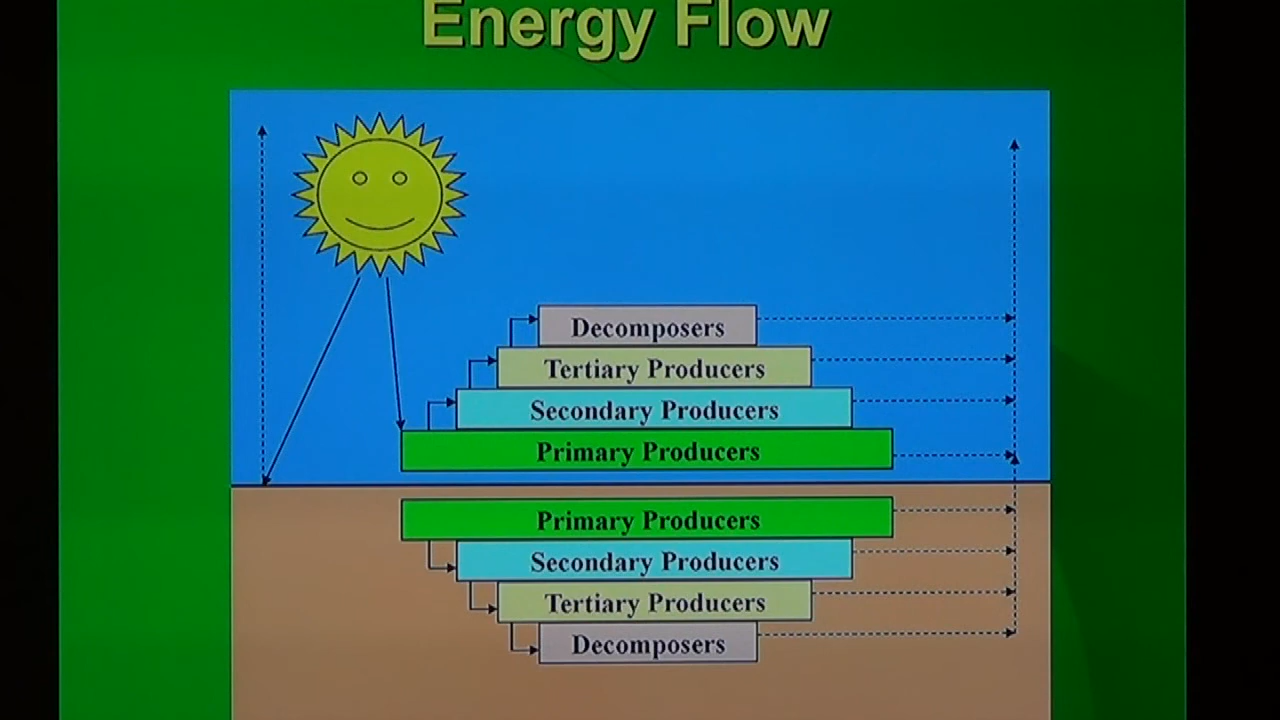 Energy Flow
Decomposers
Tertiary Producers
Secondary Producers
Primary Producers
Primary Producers
Secondary Producers
Tertiary Producers
Decomposers